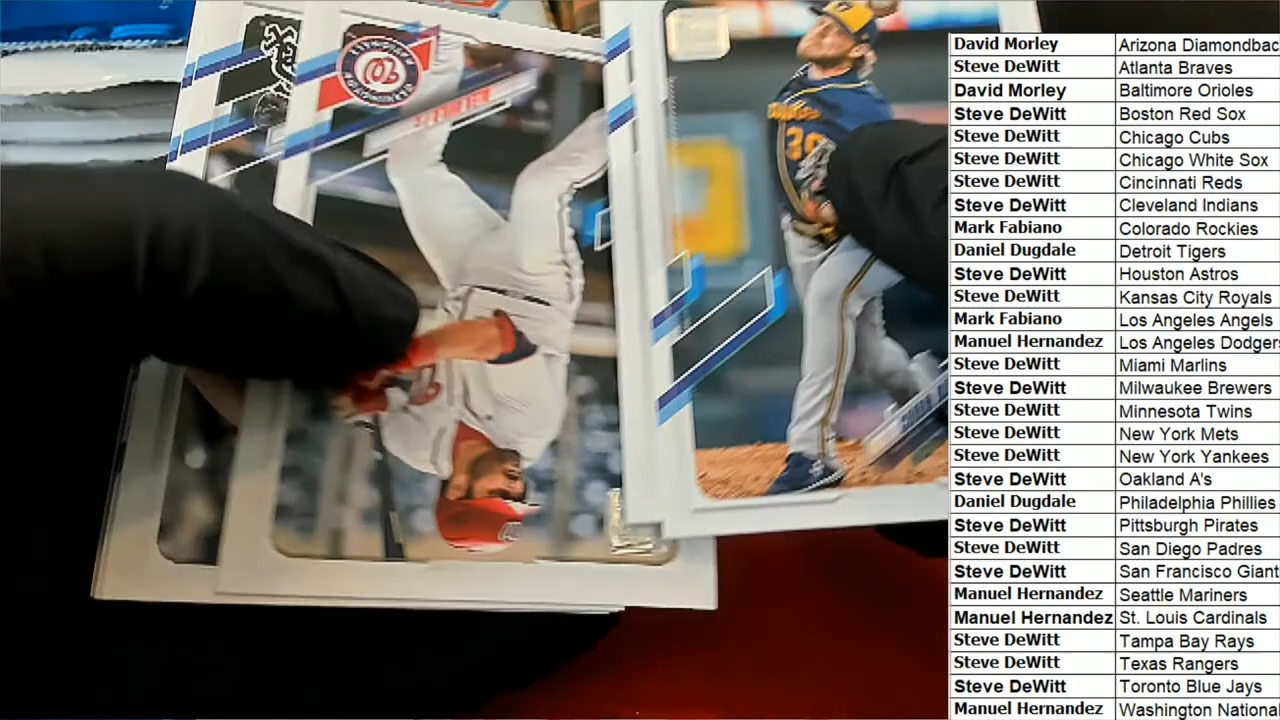 David Morley Arizona Diamondbac
Steve DeWitt Atlanta Braves
David Morley Baltimore Orioles
Steve DeWitt Boston Red Sox
Steve DeWitt Chicago Cubs
Steve DeWitt Chicago White Sox
Steve DeWitt Cincinnati Reds
Steve DeWitt Cleveland Indians
Mark Fabiano Colorado Rockies
Daniel Dugdale Detroit Tigers
Steve DeWitt Houston Astros
Steve DeWitt Kansas City Royals
Mark Fabiano Los Angeles Angels
Manuel Hernandez Los Angeles Dodgers
Steve DeWitt Miami Marlins
Steve DeWitt Milwaukee Brewers
Steve DeWitt Minnesota Twins
Steve DeWitt New York Mets
Steve DeWitt New York Yankees
Steve DeWitt Oakland A's
Daniel Dugdale Philadelphia Phillies
Steve DeWitt Pittsburgh Pirates
Steve DeWitt San Diego Padres
Steve DeWitt San Francisco Giant
Manuel Hernandez Seattle Mariners
Manuel Hernandez St. Louis Cardinals
Steve DeWitt Tampa Bay Rays
Steve DeWitt Texas Rangers
Steve DeWitt Toronto Blue Jays
Manuel Hernandez Washington Nationa